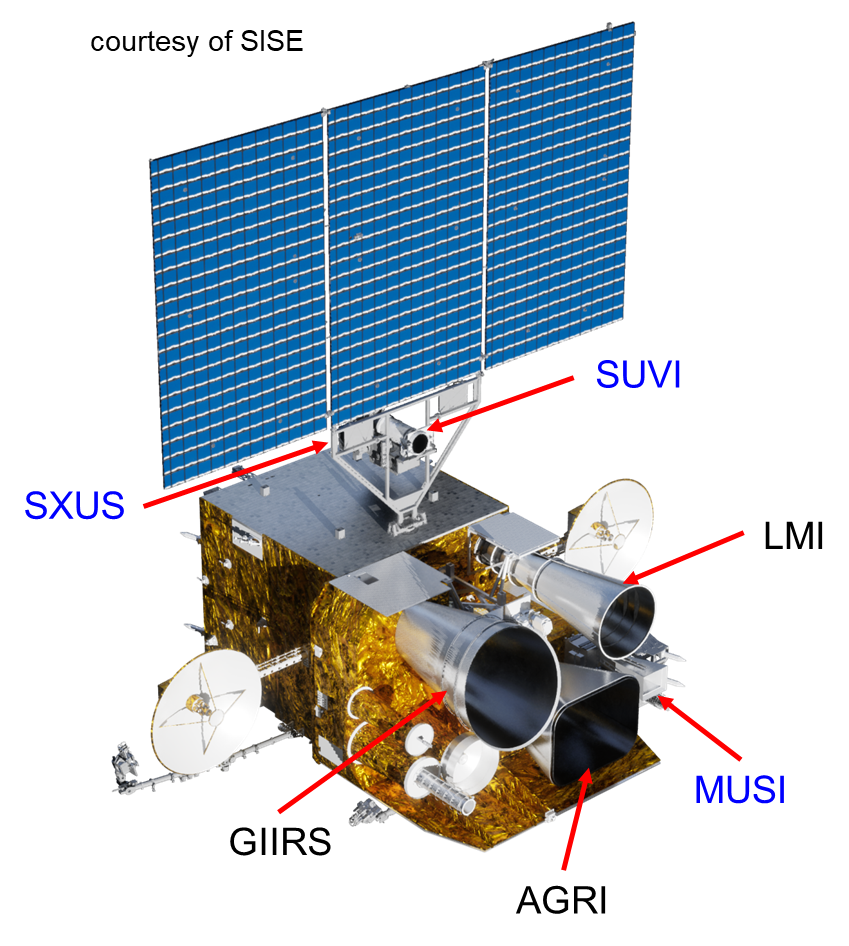 courtesy of SISE
SUVI
SXUS
LMI
MUSI
GIIRS
AGRI